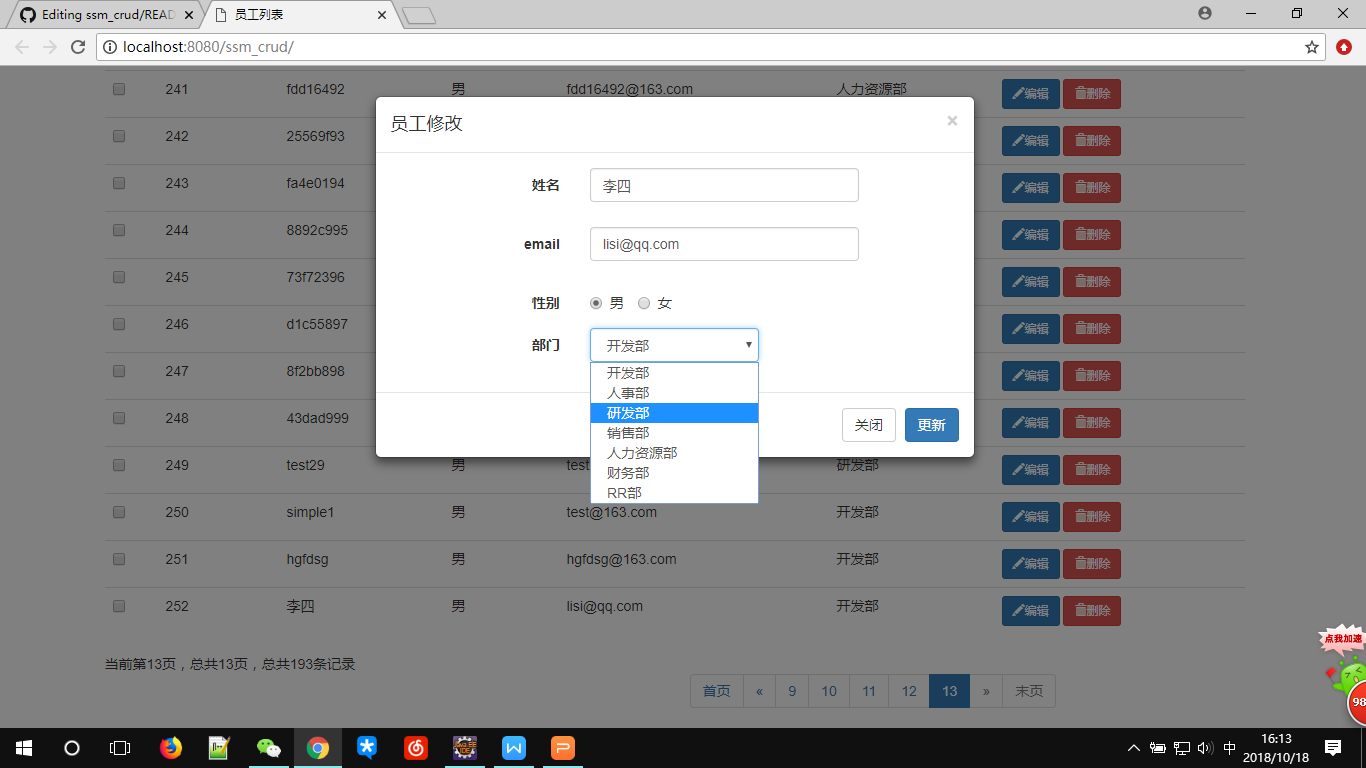 Editing ssm_crud/READ
员工列表
localhost:8080/ssm_crud/
241 fdd16492 男 fdd16492@163.com 人力资源部 编辑 删除
员工修改 ×
242 25569f93 编辑 删除
243 fa4e0194 编辑 删除
姓名 李四
244 8892c995 编辑 删除
email lisi@qq.com
245 73f72396 编辑 删除
性别 男 女
246 d1c55897 编辑 删除
部门 开发部
247 8f2bb898 编辑 删除
开发部
人事部
研发部
销售部
人力资源部
财务部
RR部
248 43dad999 编辑 删除
关闭 更新
249 test29 男 test 研发部 编辑 删除
250 simple1 男 test@163.com 开发部 编辑 删除
251 hgfdsg 男 hgfdsg@163.com 开发部 编辑 删除
252 李四 男 lisi@qq.com 开发部 编辑 删除
当前第13页，总共13页，总共193条记录
首页 « 9 10 11 12 13 » 末页
点我加速
98
中
16:13
2018/10/18